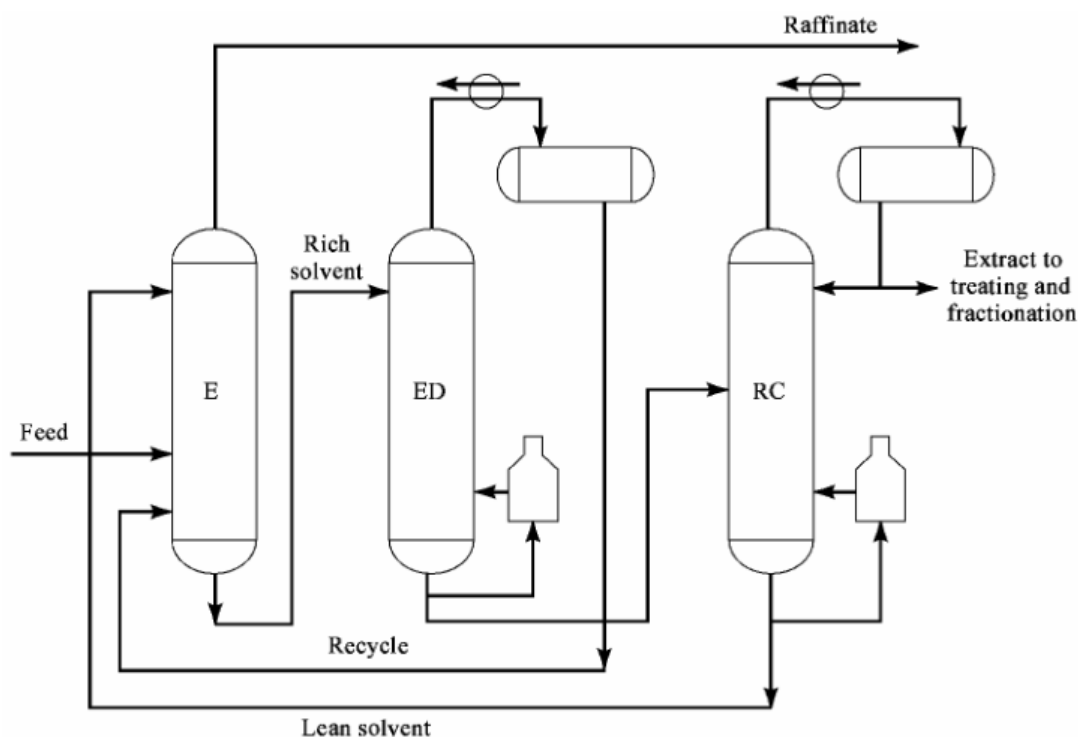 Raffinate
Rich
solvent
Extract to
treating and
fractionation
E
ED
RC
Feed
Recycle
Lean solvent